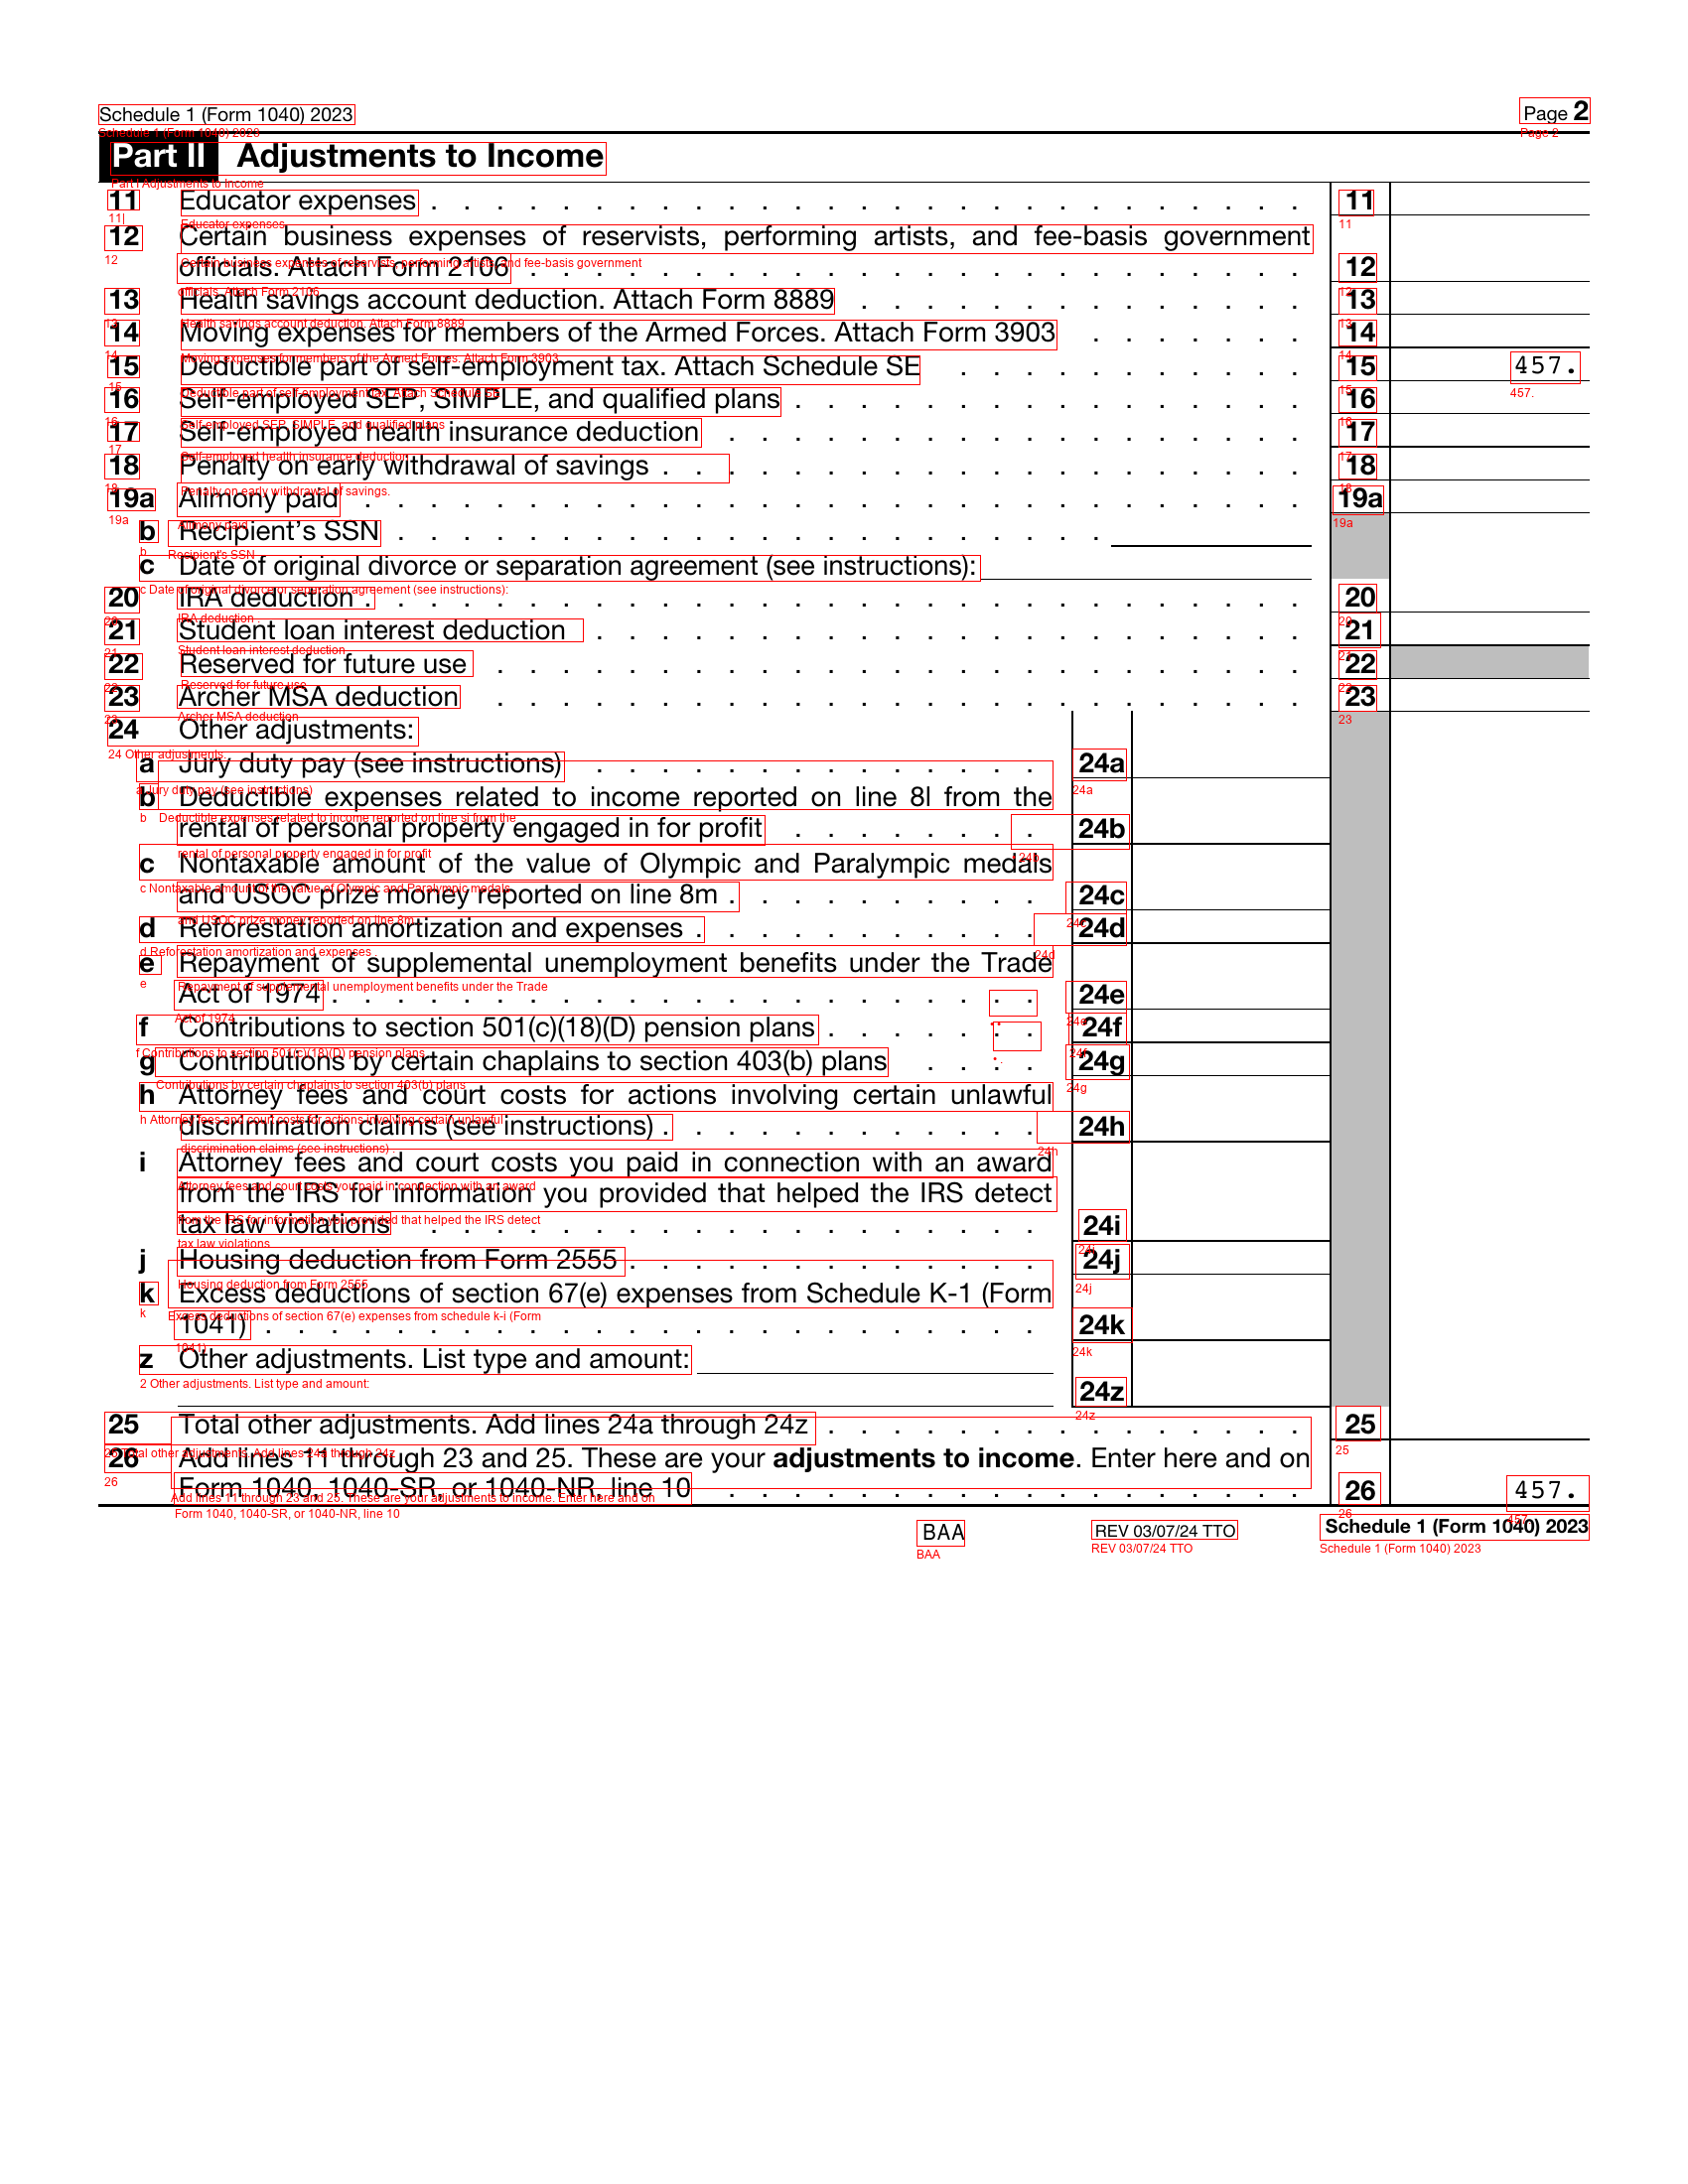 Schedule 1 (Form 1040) 2023 Page 2
Part II Adjustments to Income
11 Educator expenses . . . . . . . . . . . . . . . . . . . . . . . . . . . 11
12 Certain business expenses of reservists, performing artists, and fee-basis government
officials. Attach Form 2106 . . . . . . . . . . . . . . . . . . . . . . . . 12
13 Health savings account deduction. Attach Form 8889 . . . . . . . . . . . . . . 13
14 Moving expenses for members of the Armed Forces. Attach Form 3903 . . . . . . . 14
15 Deductible part of self-employment tax. Attach Schedule SE . . . . . . . . . . . 15 457.
16 Self-employed SEP, SIMPLE, and qualified plans . . . . . . . . . . . . . . . . 16
17 Self-employed health insurance deduction . . . . . . . . . . . . . . . . . . 17
18 Penalty on early withdrawal of savings . . . . . . . . . . . . . . . . . . . . 18
19a Alimony paid . . . . . . . . . . . . . . . . . . . . . . . . . . . . . 19a
b Recipient's SSN . . . . . . . . . . . . . . . . . . . . . .
c Date of original divorce or separation agreement (see instructions):
20 IRA deduction . . . . . . . . . . . . . . . . . . . . . . . . . . . . . 20
21 Student loan interest deduction . . . . . . . . . . . . . . . . . . . . . . 21
22 Reserved for future use . . . . . . . . . . . . . . . . . . . . . . . . . 22
23 Archer MSA deduction . . . . . . . . . . . . . . . . . . . . . . . . . 23
24 Other adjustments:
a Jury duty pay (see instructions) . . . . . . . . . . . . . . 24a
b Deductible expenses related to income reported on line 8l from the
rental of personal property engaged in for profit . . . . . . . . 24b
c Nontaxable amount of the value of Olympic and Paralympic medals
and USOC prize money reported on line 8m . . . . . . . . . . 24c
d Reforestation amortization and expenses . . . . . . . . . . . 24d
e Repayment of supplemental unemployment benefits under the Trade
Act of 1974 . . . . . . . . . . . . . . . . . . . . . . 24e
f Contributions to section 501(c)(18)(D) pension plans . . . . . . 24f
g Contributions by certain chaplains to section 403(b) plans . . . . 24g
h Attorney fees and court costs for actions involving certain unlawful
discrimination claims (see instructions) . . . . . . . . . . . . 24h
i Attorney fees and court costs you paid in connection with an award
from the IRS for information you provided that helped the IRS detect
tax law violations . . . . . . . . . . . . . . . . . . . 24i
j Housing deduction from Form 2555 . . . . . . . . . . . . . 24j
k Excess deductions of section 67(e) expenses from Schedule K-1 (Form
1041) . . . . . . . . . . . . . . . . . . . . . . . . 24k
z Other adjustments. List type and amount:
24z
25 Total other adjustments. Add lines 24a through 24z . . . . . . . . . . . . . . . 25
26 Add lines 11 through 23 and 25. These are your adjustments to income. Enter here and on
Form 1040, 1040-SR, or 1040-NR, line 10 . . . . . . . . . . . . . . . . . . 26 457.
BAA REV 03/07/24 TTO Schedule 1 (Form 1040) 2023